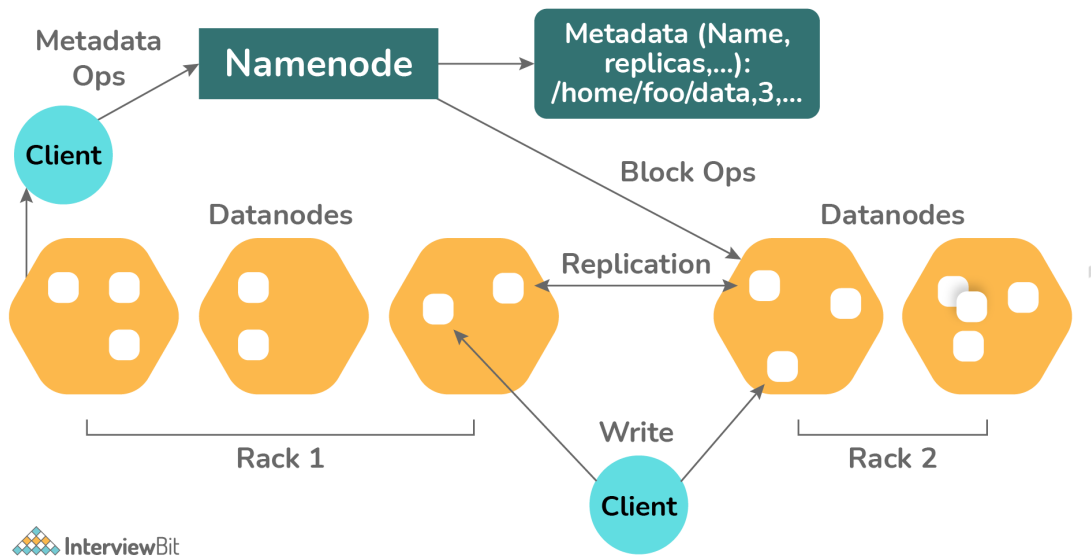 Metadata
Ops
Namenode
Metadata (Name,
replicas,...):
/home/foo/data,3,...
Client
Block Ops
Datanodes
Datanodes
Replication
Write
Rack 1
Rack 2
Client
InterviewBit